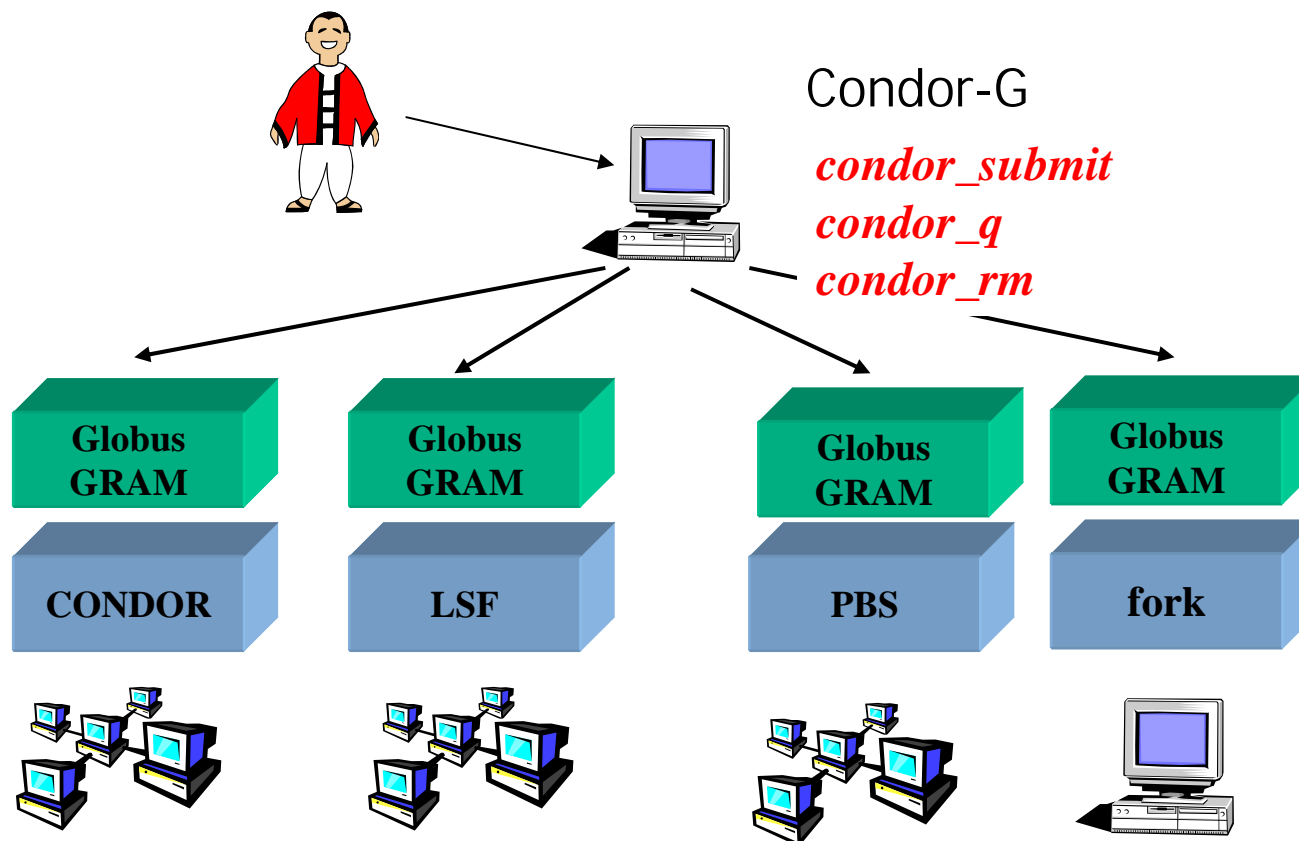 Condor-G
condor_submit
condor_q
condor_rm
Globus
GRAM
Globus
GRAM
Globus
GRAM
Globus
GRAM
CONDOR
LSF
PBS
fork